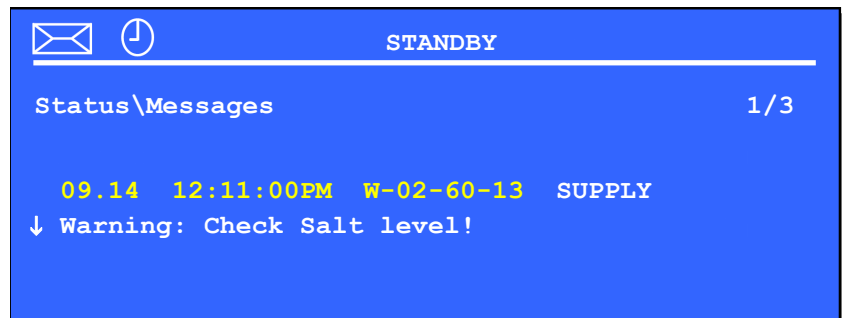 STANDBY
Status\Messages 1/3
09.14 12:11:00PM W-02-60-13 SUPPLY
↓ Warning: Check Salt level!